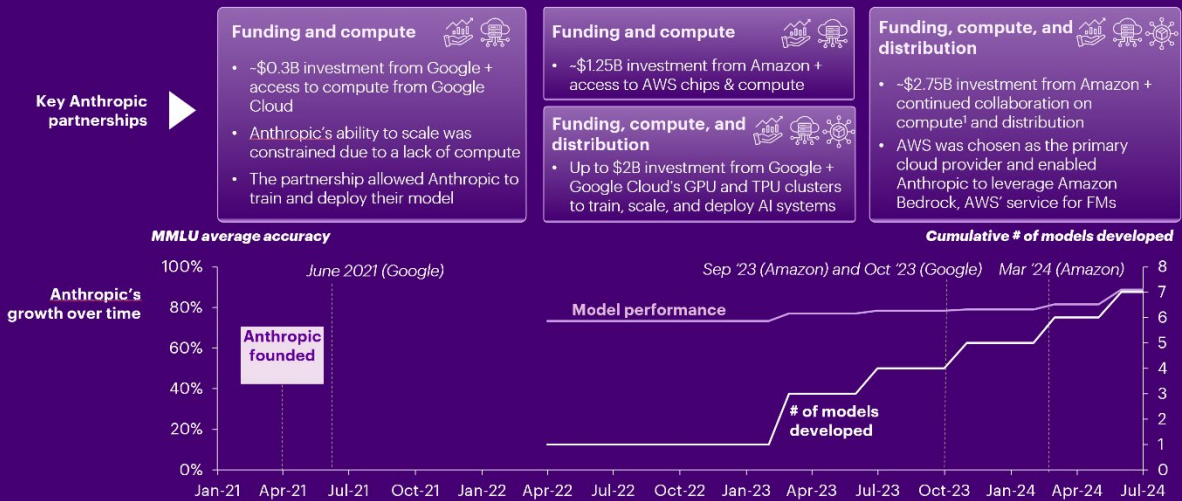 Key Anthropic
partnerships
Funding and compute
• ~$0.3B investment from Google +
access to compute from Google
Cloud
• Anthropic's ability to scale was
constrained due to a lack of compute
• The partnership allowed Anthropic to
train and deploy their model
Funding and compute
• ~$1.25B investment from Amazon +
access to AWS chips & compute
Funding, compute, and
distribution
• Up to $2B investment from Google +
Google Cloud's GPU and TPU clusters
to train, scale, and deploy AI systems
Funding, compute, and
distribution
• ~$2.75B investment from Amazon +
continued collaboration on
compute¹ and distribution
• AWS was chosen as the primary
cloud provider and enabled
Anthropic to leverage Amazon
Bedrock, AWS' service for FMs
Anthropic's
growth over time
MMLU average accuracy
Cumulative # of models developed
100%
80%
60%
40%
20%
0%
June 2021 (Google)
Sep '23 (Amazon) and Oct '23 (Google)
Mar '24 (Amazon)
Anthropic
founded
Model performance
# of models
developed
8
7
6
5
4
3
2
1
0
Jan-21 Apr-21 Jul-21 Oct-21 Jan-22 Apr-22 Jul-22 Oct-22 Jan-23 Apr-23 Jul-23 Oct-23 Jan-24 Apr-24 Jul-24